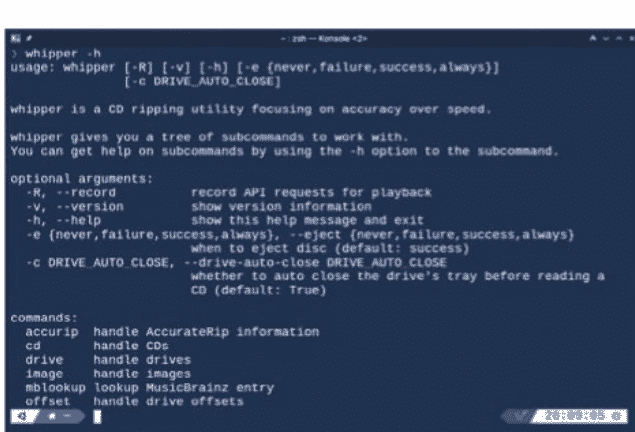 ~ : zsh — Konsole <2>
› whipper -h
usage: whipper [-R] [-v] [-h] [-e {never,failure,success,always}]
[-c DRIVE_AUTO_CLOSE]
whipper is a CD ripping utility focusing on accuracy over speed.
whipper gives you a tree of subcommands to work with.
You can get help on subcommands by using the -h option to the subcommand.
optional arguments:
-R, --record record API requests for playback
-v, --version show version information
-h, --help show this help message and exit
-e {never,failure,success,always}, --eject {never,failure,success,always}
when to eject disc (default: success)
-c DRIVE_AUTO_CLOSE, --drive-auto-close DRIVE_AUTO_CLOSE
whether to auto close the drive's tray before reading a
CD (default: True)
commands:
accurip handle AccurateRip information
cd handle CDs
drive handle drives
image handle images
mblookup lookup MusicBrainz entry
offset handle drive offsets
~